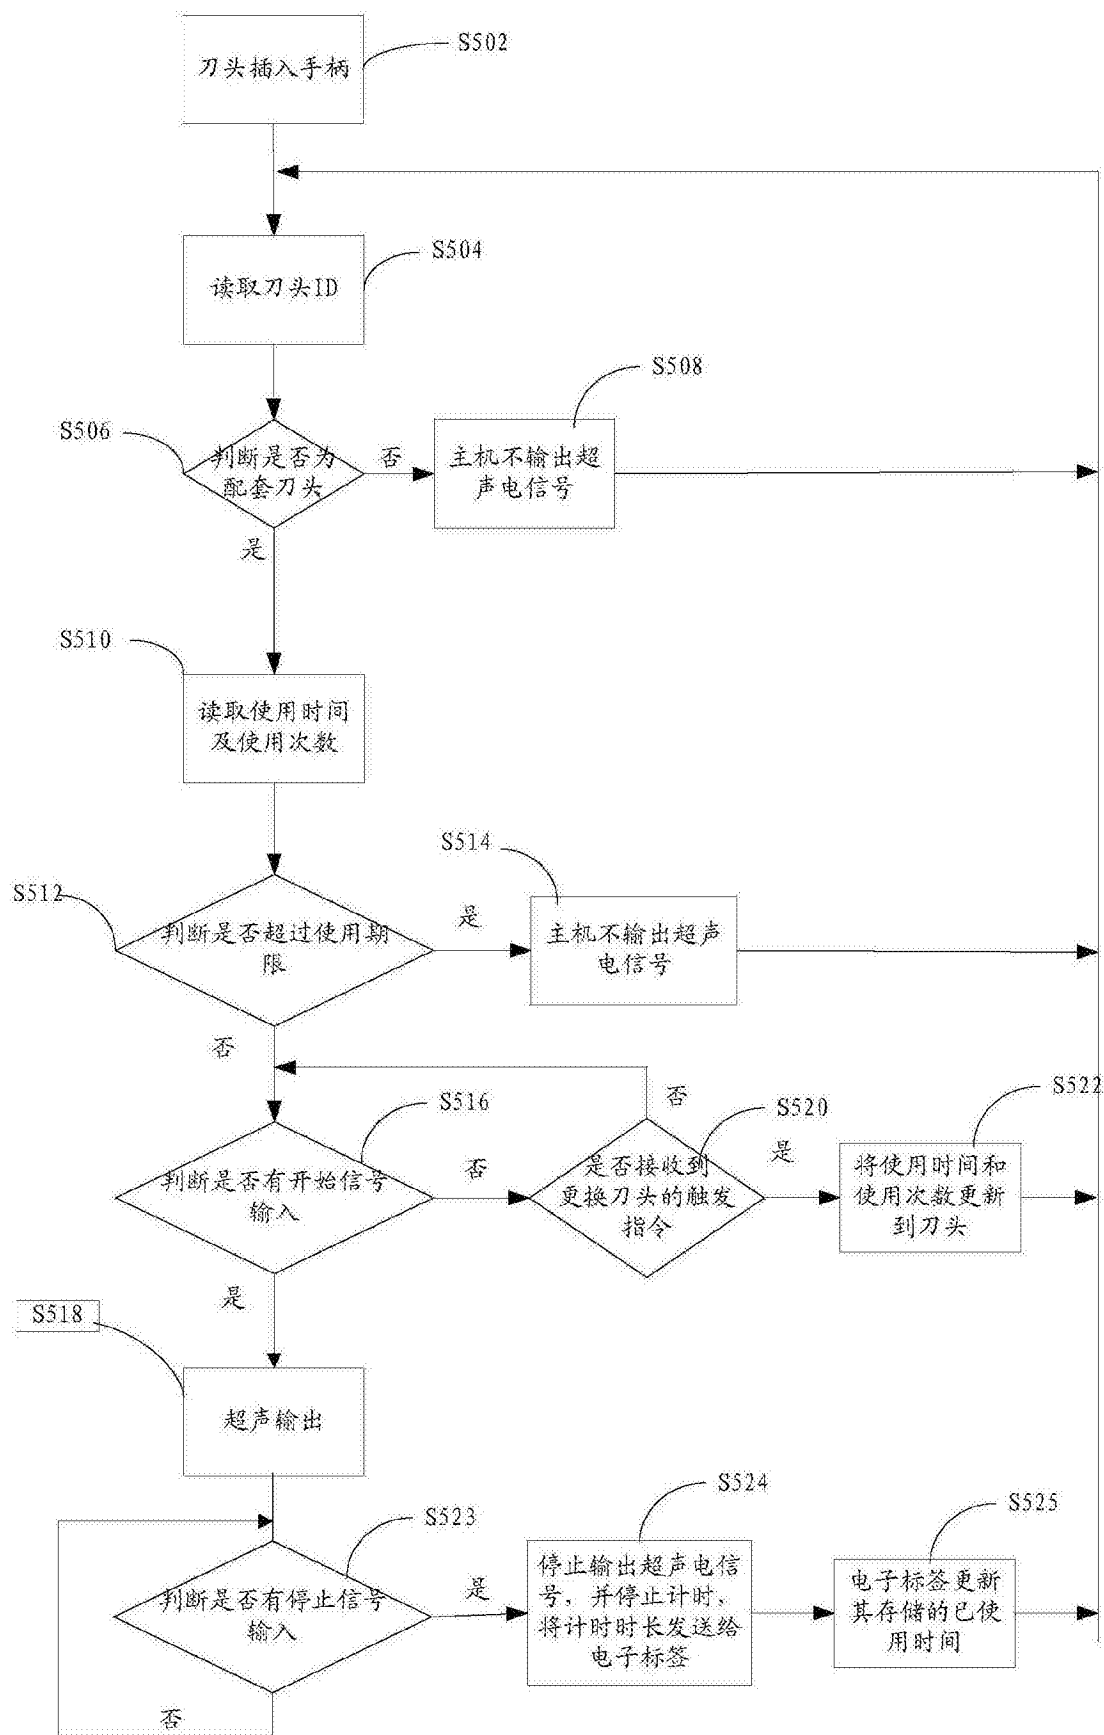 S502
刀头插入手柄
S504
读取刀头ID
S508
S506
判断是否为
配套刀头
否
主机不输出超
声电信号
是
S510
读取使用时间
及使用次数
S514
S512
判断是否超过使用期
限
是
主机不输出超声
电信号
否
S516
否
S520
S522
判断是否有开始信号
输入
否
是否接收到
更换刀头的触发
指令
是
将使用时间和
使用次数更新
到刀头
是
S518
超声输出
S523
S524
S525
判断是否有停止信号
输入
是
停止输出超声电信
号，并停止计时，
将计时时长发送给
电子标签
电子标签更新
其存储的已使
用时间
否